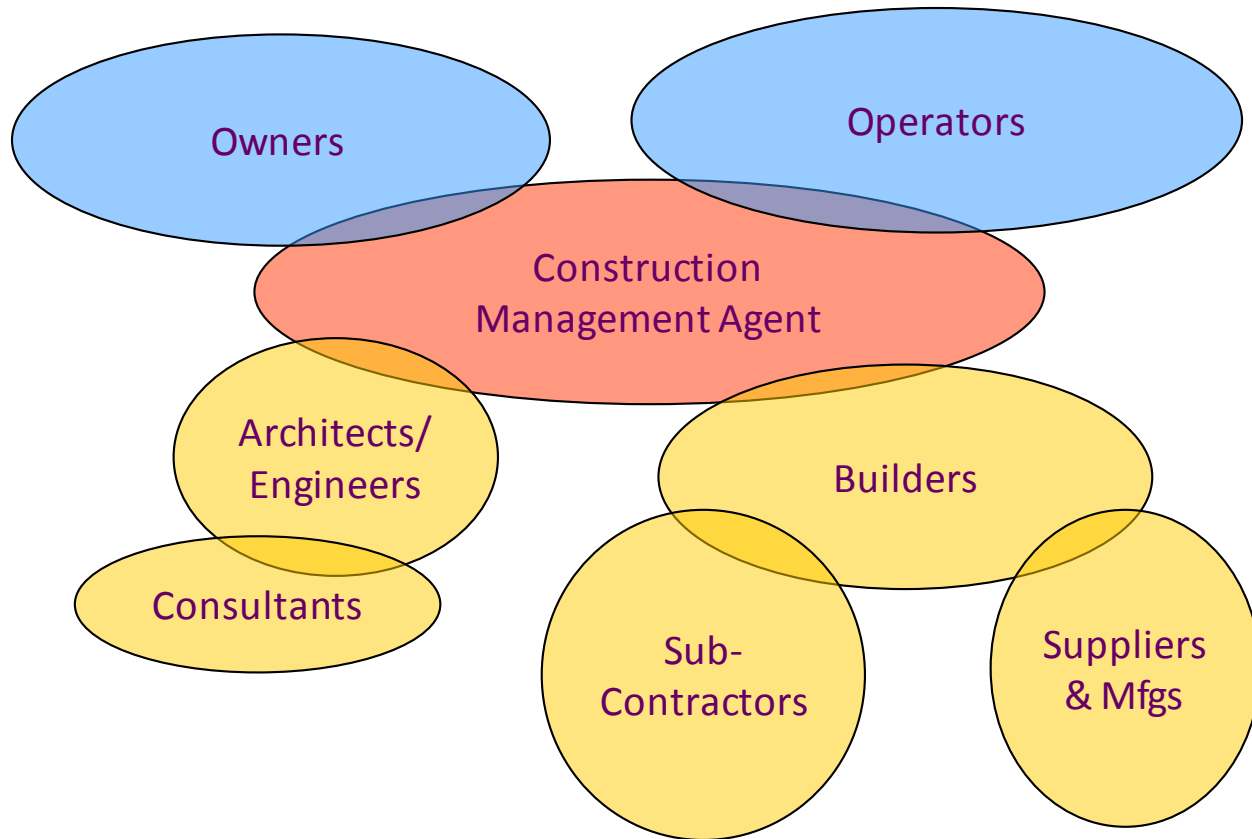 Owners
Operators
Construction
Management Agent
Architects/
Engineers
Builders
Consultants
Sub-
Contractors
Suppliers
& Mfgs